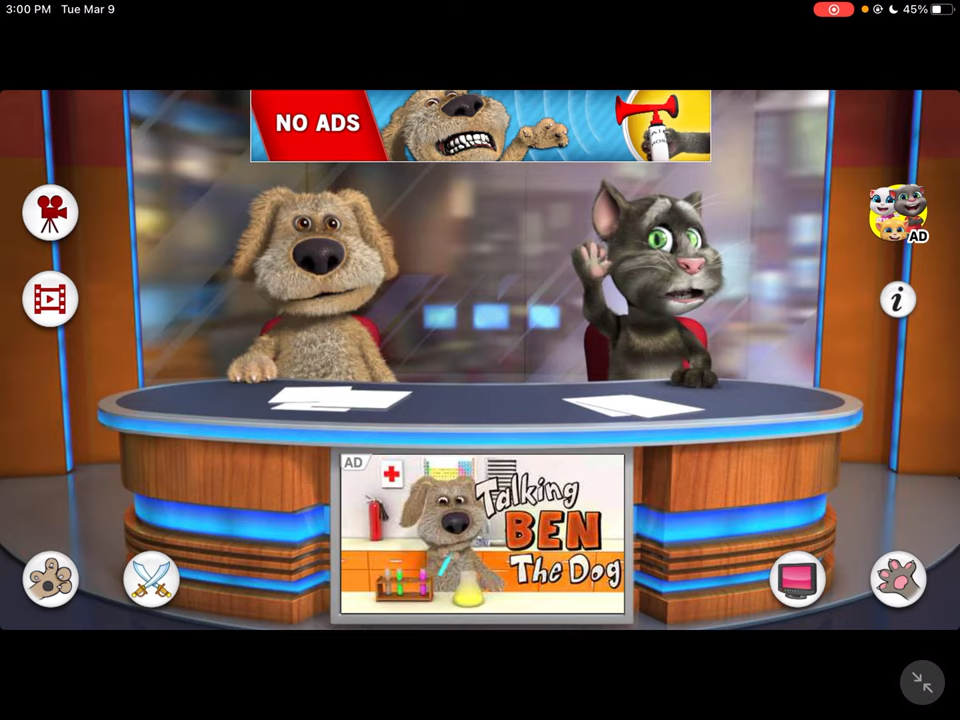 3:00 PM Tue Mar 9
45%
NO ADS
AD
i
AD
Talking
BEN
The Dog